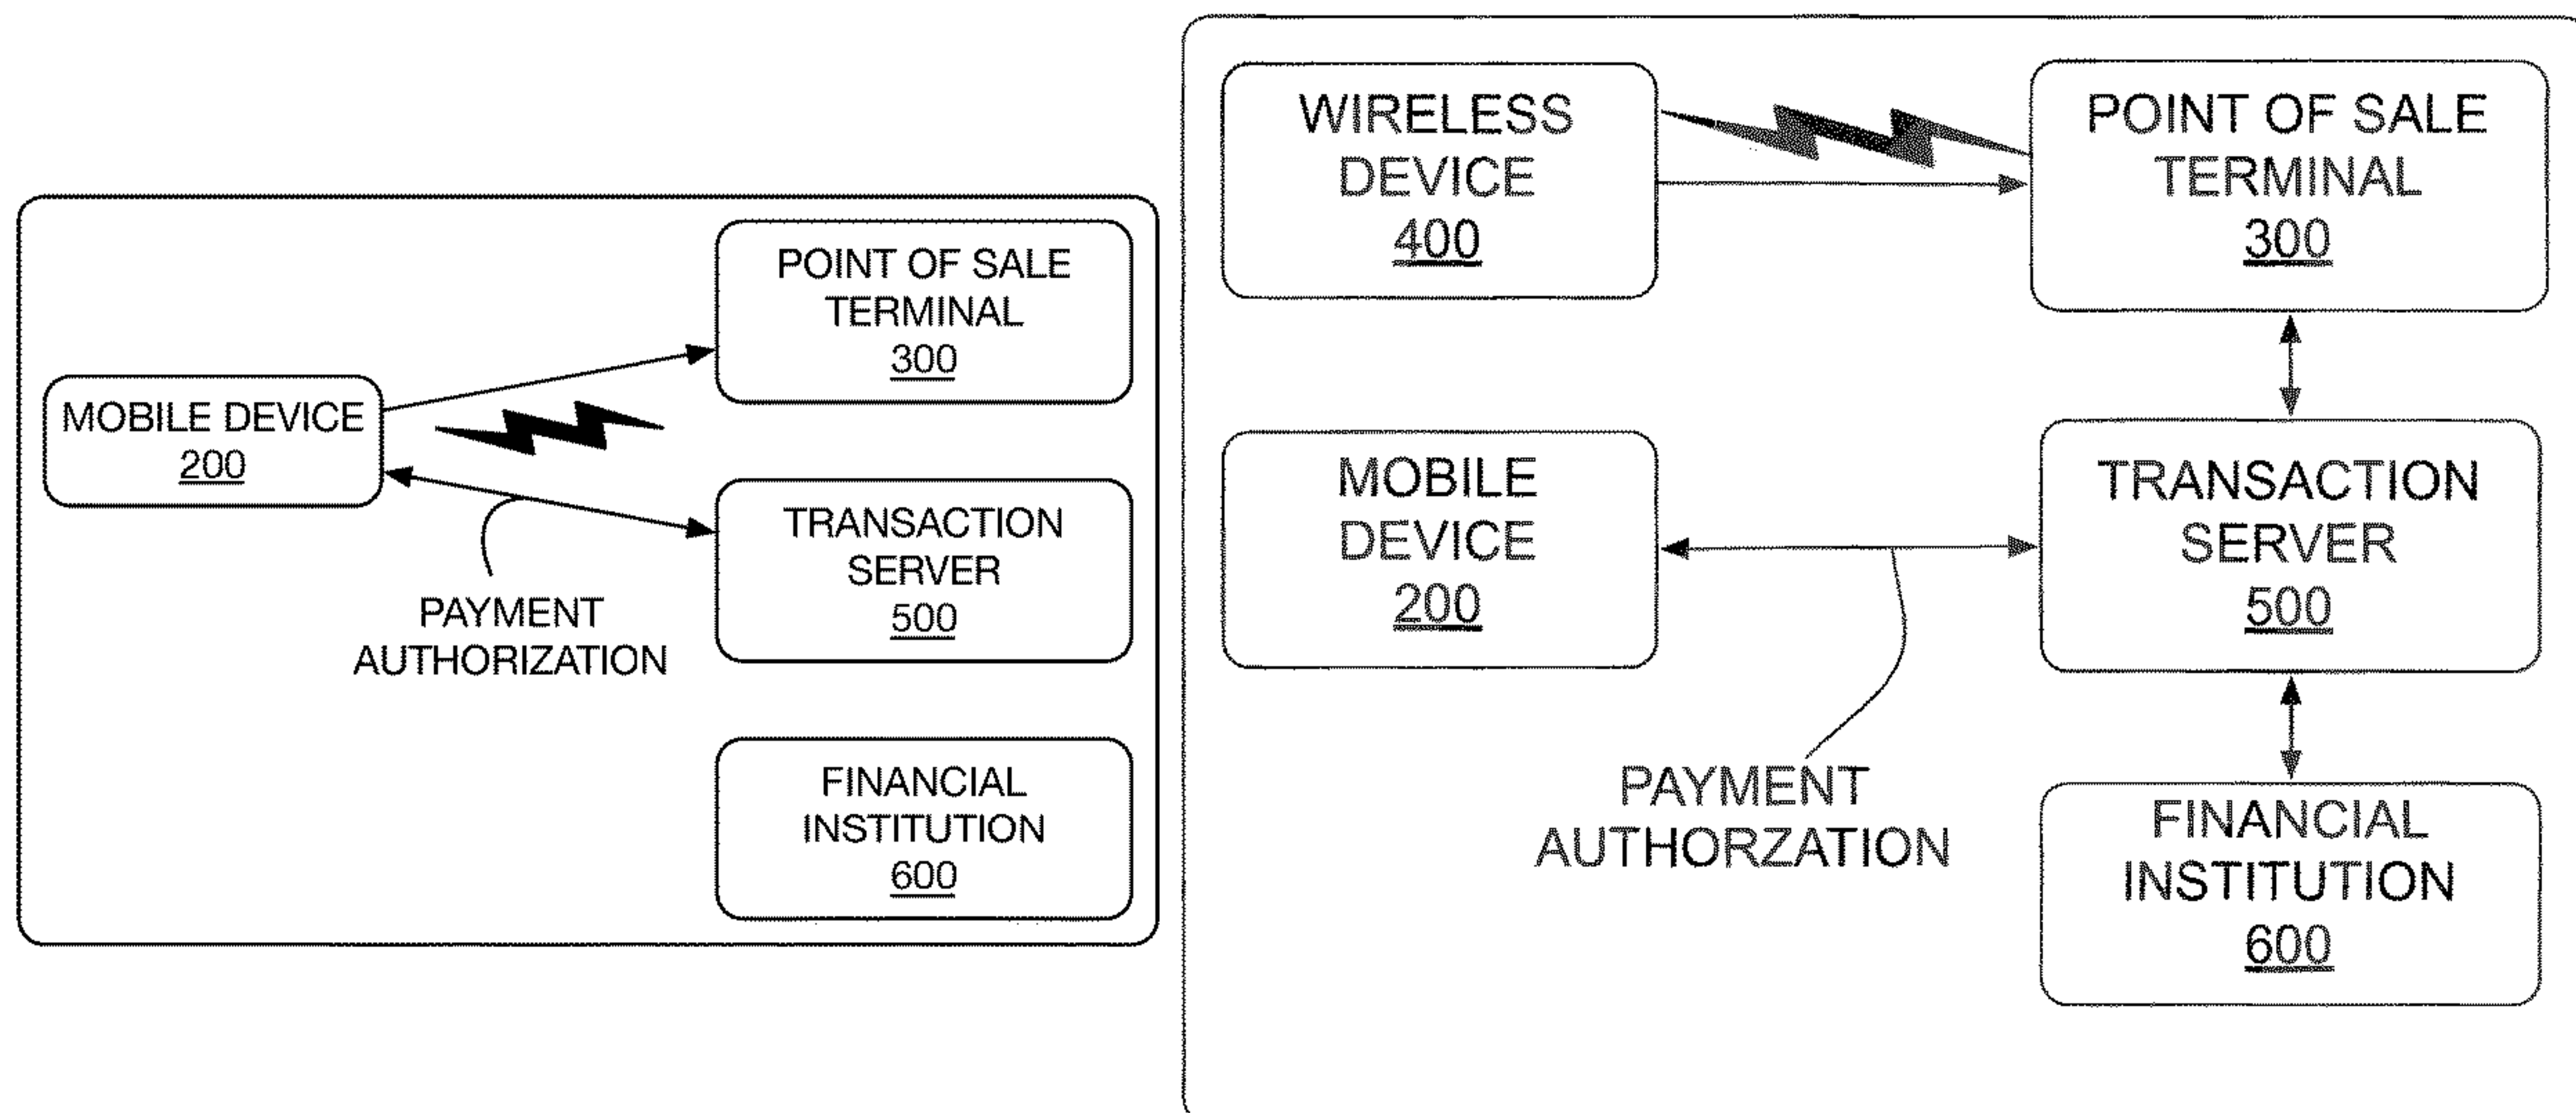 POINT OF SALE
TERMINAL
300
MOBILE DEVICE
200
TRANSACTION
SERVER
500
PAYMENT
AUTHORIZATION
FINANCIAL
INSTITUTION
600
WIRELESS
DEVICE
400
POINT OF SALE
TERMINAL
300
MOBILE
DEVICE
200
TRANSACTION
SERVER
500
PAYMENT
AUTHORZATION
FINANCIAL
INSTITUTION
600